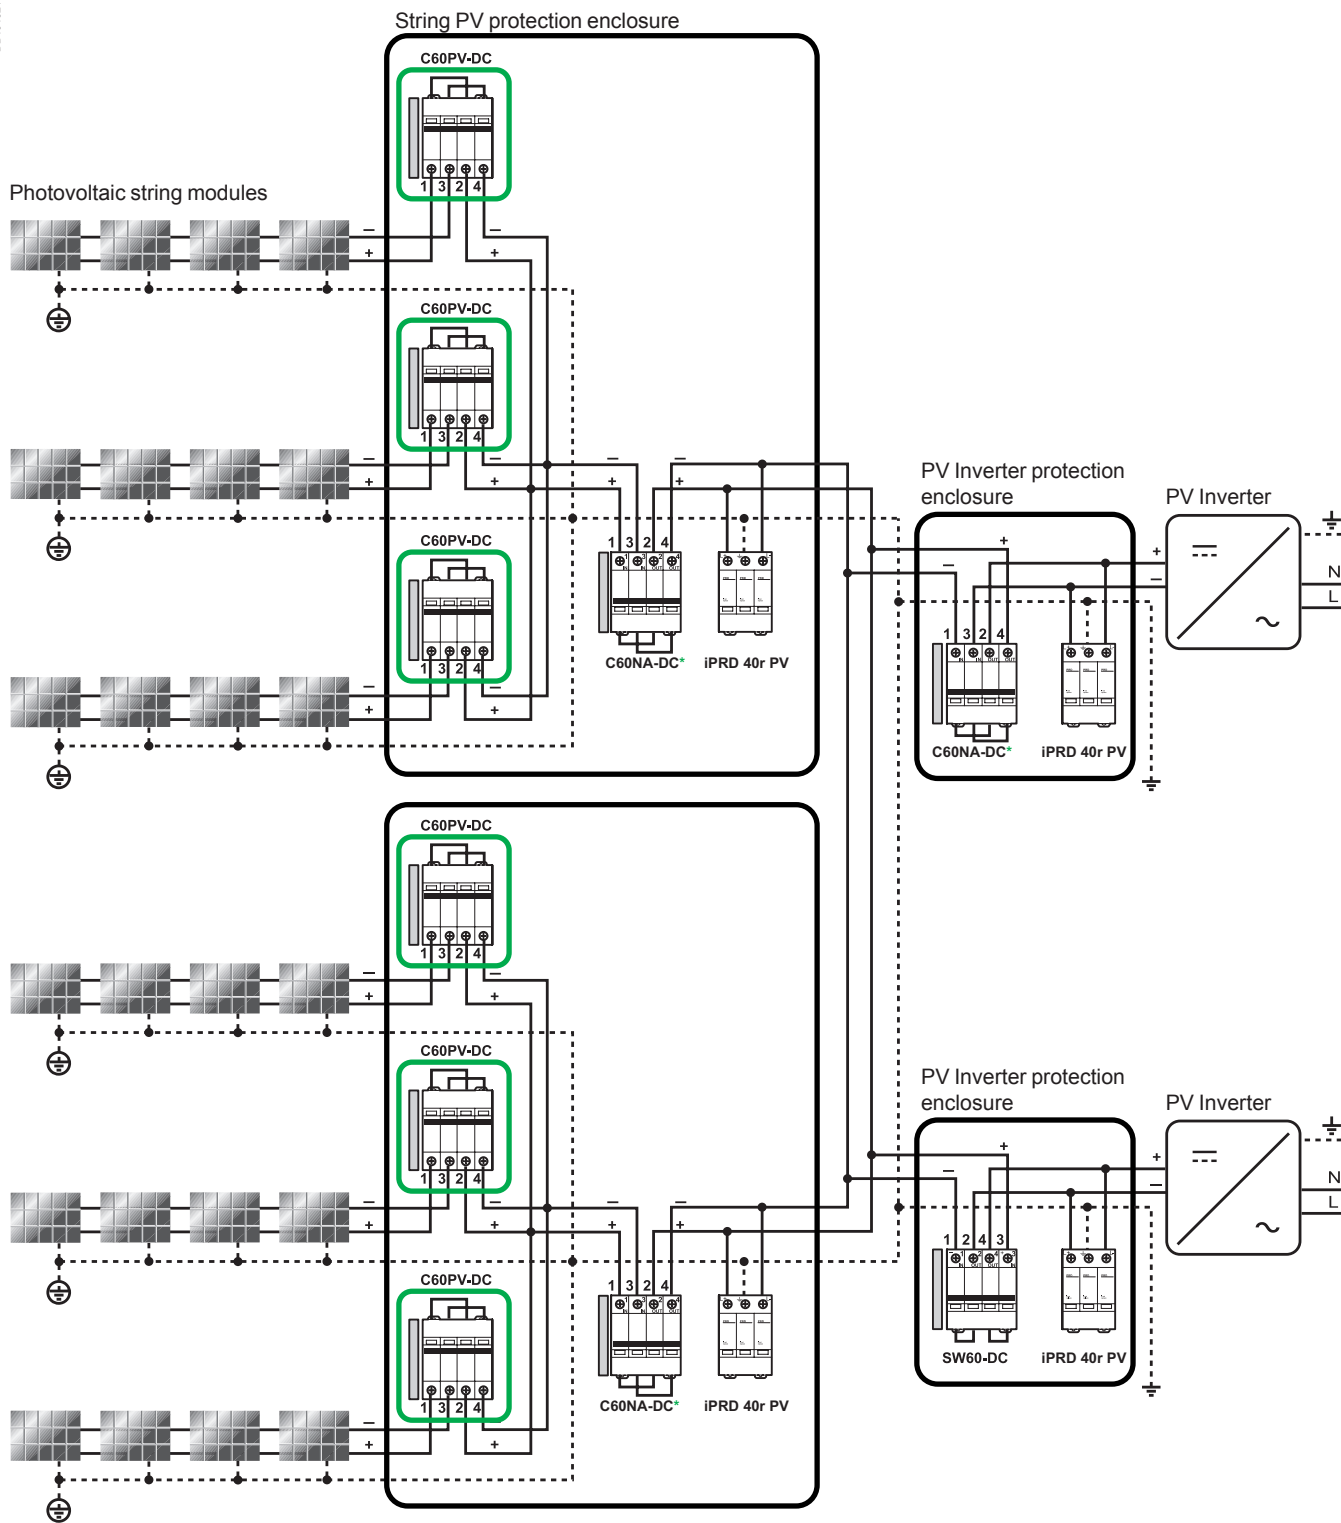 String PV protection enclosure
C60PV-DC
1 3 2 4
Photovoltaic string modules
− −
+ +
C60PV-DC
1 3 2 4
− − − −
+ + + +
PV Inverter protection
enclosure
PV Inverter
C60PV-DC
1 3 2 4
1 3 2 4
C60NA-DC*
iPRD 40r PV
− −
+ +
+
−
+
−
1 3 2 4
C60NA-DC*
iPRD 40r PV
N
L
C60PV-DC
1 3 2 4
− −
+ +
C60PV-DC
1 3 2 4
− − − −
+ + + +
C60PV-DC
1 3 2 4
1 3 2 4
C60NA-DC*
iPRD 40r PV
− 
+ +
PV Inverter protection
enclosure
PV Inverter
+
−
+
−
1 2 4 3
SW60-DC
iPRD 40r PV
N
L